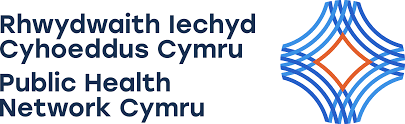 Rhwydwaith Iechyd
Cyhoeddus Cymru
Public Health
Network Cymru